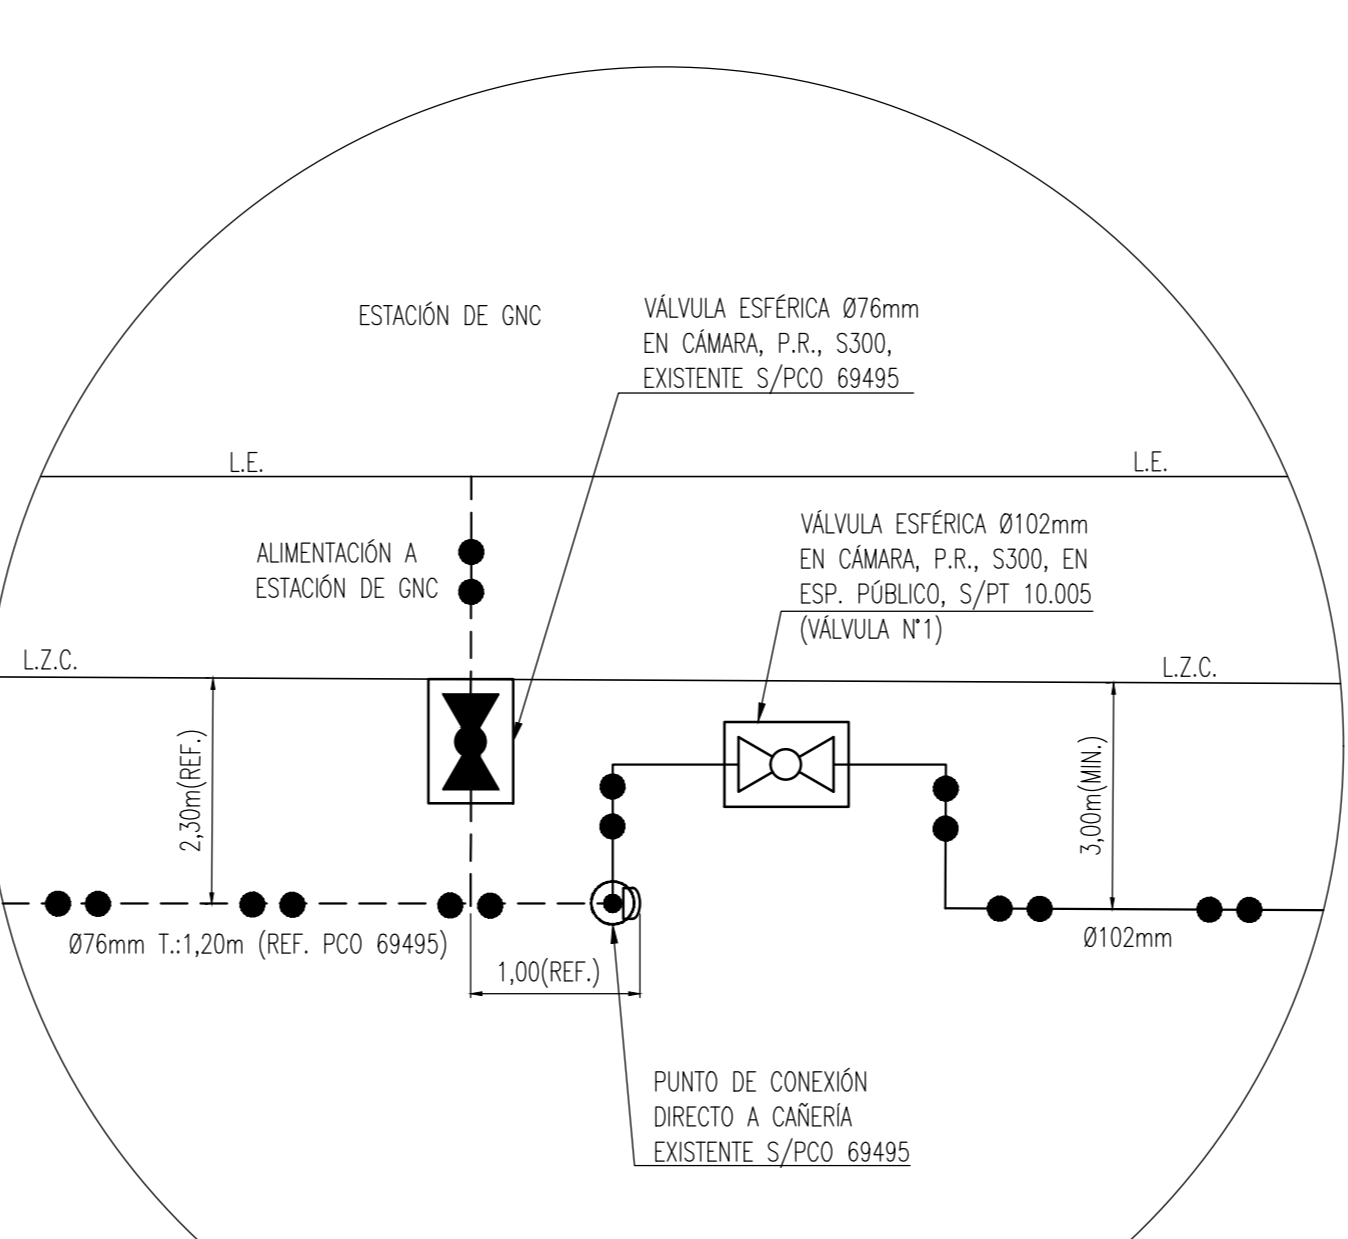 ESTACIÓN DE GNC
VÁLVULA ESFÉRICA Ø76mm
EN CÁMARA, P.R., S300,
EXISTENTE S/PCO 69495
L.E.
L.E.
VÁLVULA ESFÉRICA Ø102mm
EN CÁMARA, P.R., S300, EN
ESP. PÚBLICO, S/PT 10.005
(VÁLVULA N°1)
ALIMENTACIÓN A
ESTACIÓN DE GNC
L.Z.C.
L.Z.C.
2,30m(REF.)
3,00m(MIN.)
Ø76mm T.:1,20m (REF. PCO 69495)
Ø102mm
1,00(REF.)
PUNTO DE CONEXIÓN
DIRECTO A CAÑERÍA
EXISTENTE S/PCO 69495